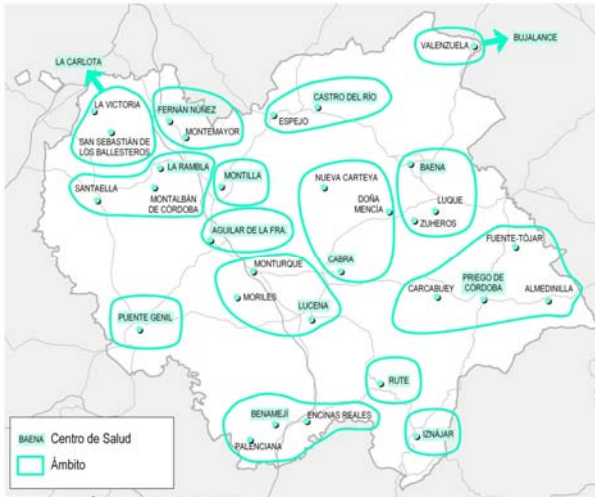 BUJALANCE
VALENZUELA
LA CARLOTA
LA VICTORIA
FERNÁN NÚÑEZ
CASTRO DEL RÍO
ESPEJO
MONTEMAYOR
SAN SEBASTIÁN DE
LOS BALLESTEROS
LA RAMBLA
BAENA
SANTAELLA
MONTALBÁN
DE CÓRDOBA
MONTILLA
NUEVA CARTEYA
DOÑA
MENCÍA
LUQUE
ZUHEROS
AGUILAR DE LA FRA.
FUENTE-TÓJAR
MONTURQUE
CABRA
PRIEGO DE
CÓRDOBA
CARCABUEY
ALMEDINILLA
MORILES
LUCENA
PUENTE GENIL
RUTE
BENAMEJÍ
ENCINAS REALES
PALENCIANA
IZNÁJAR
BAENA Centro de Salud
Ámbito